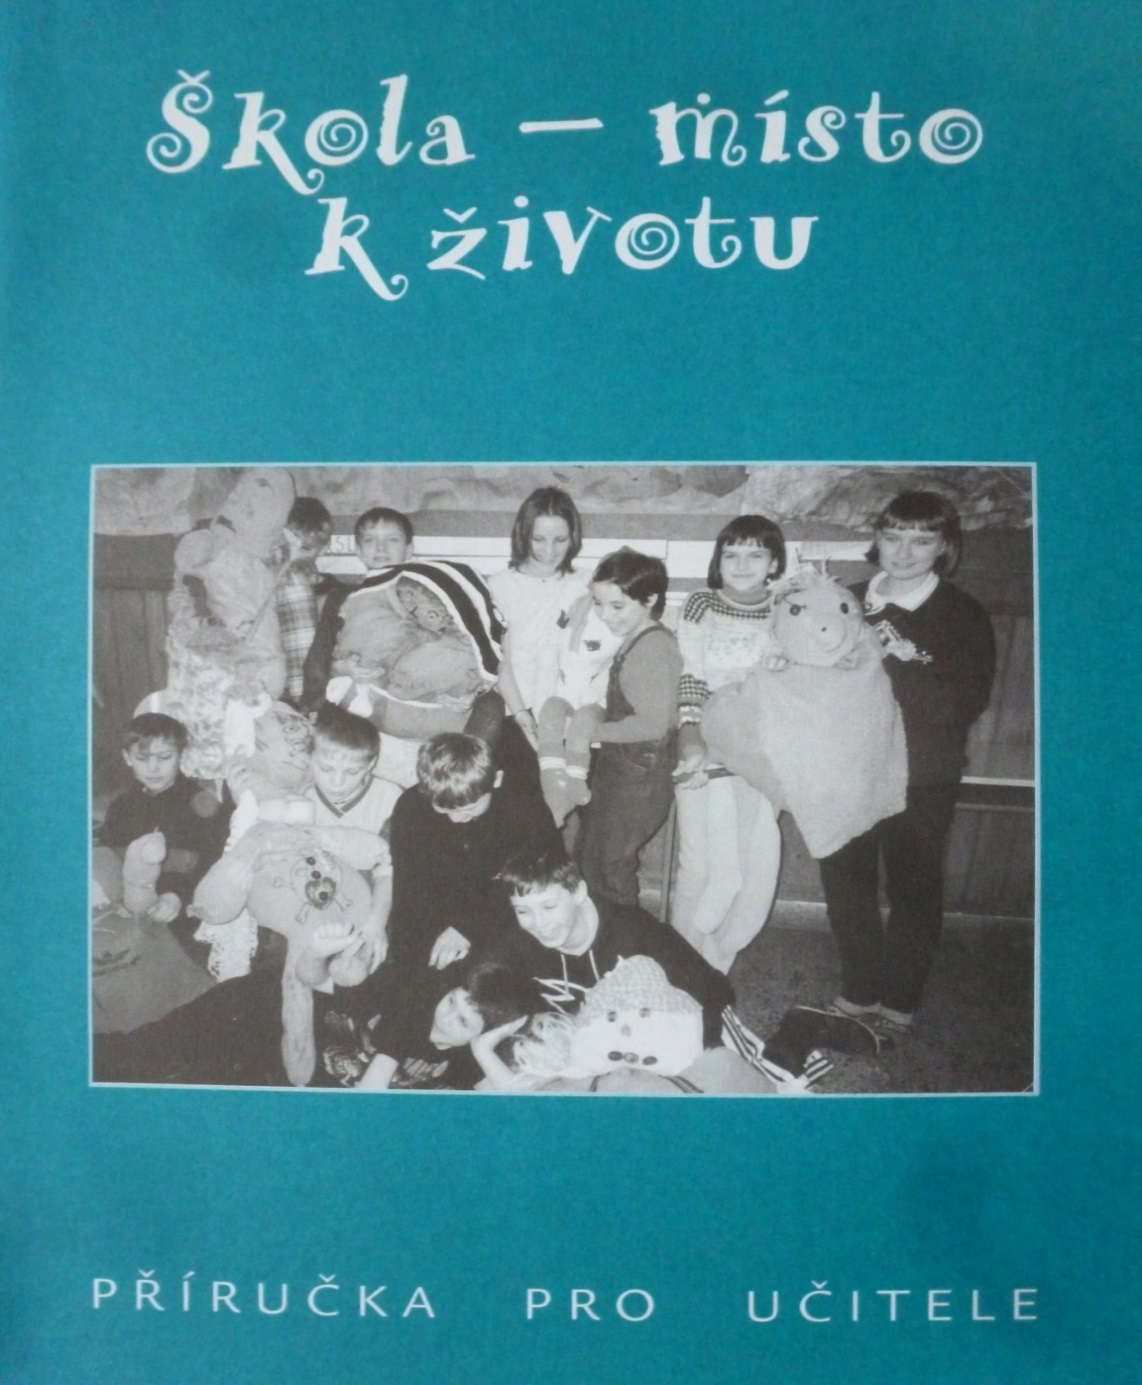 Škola – místo
k životu
PŘÍRUČKA PRO UČITELE